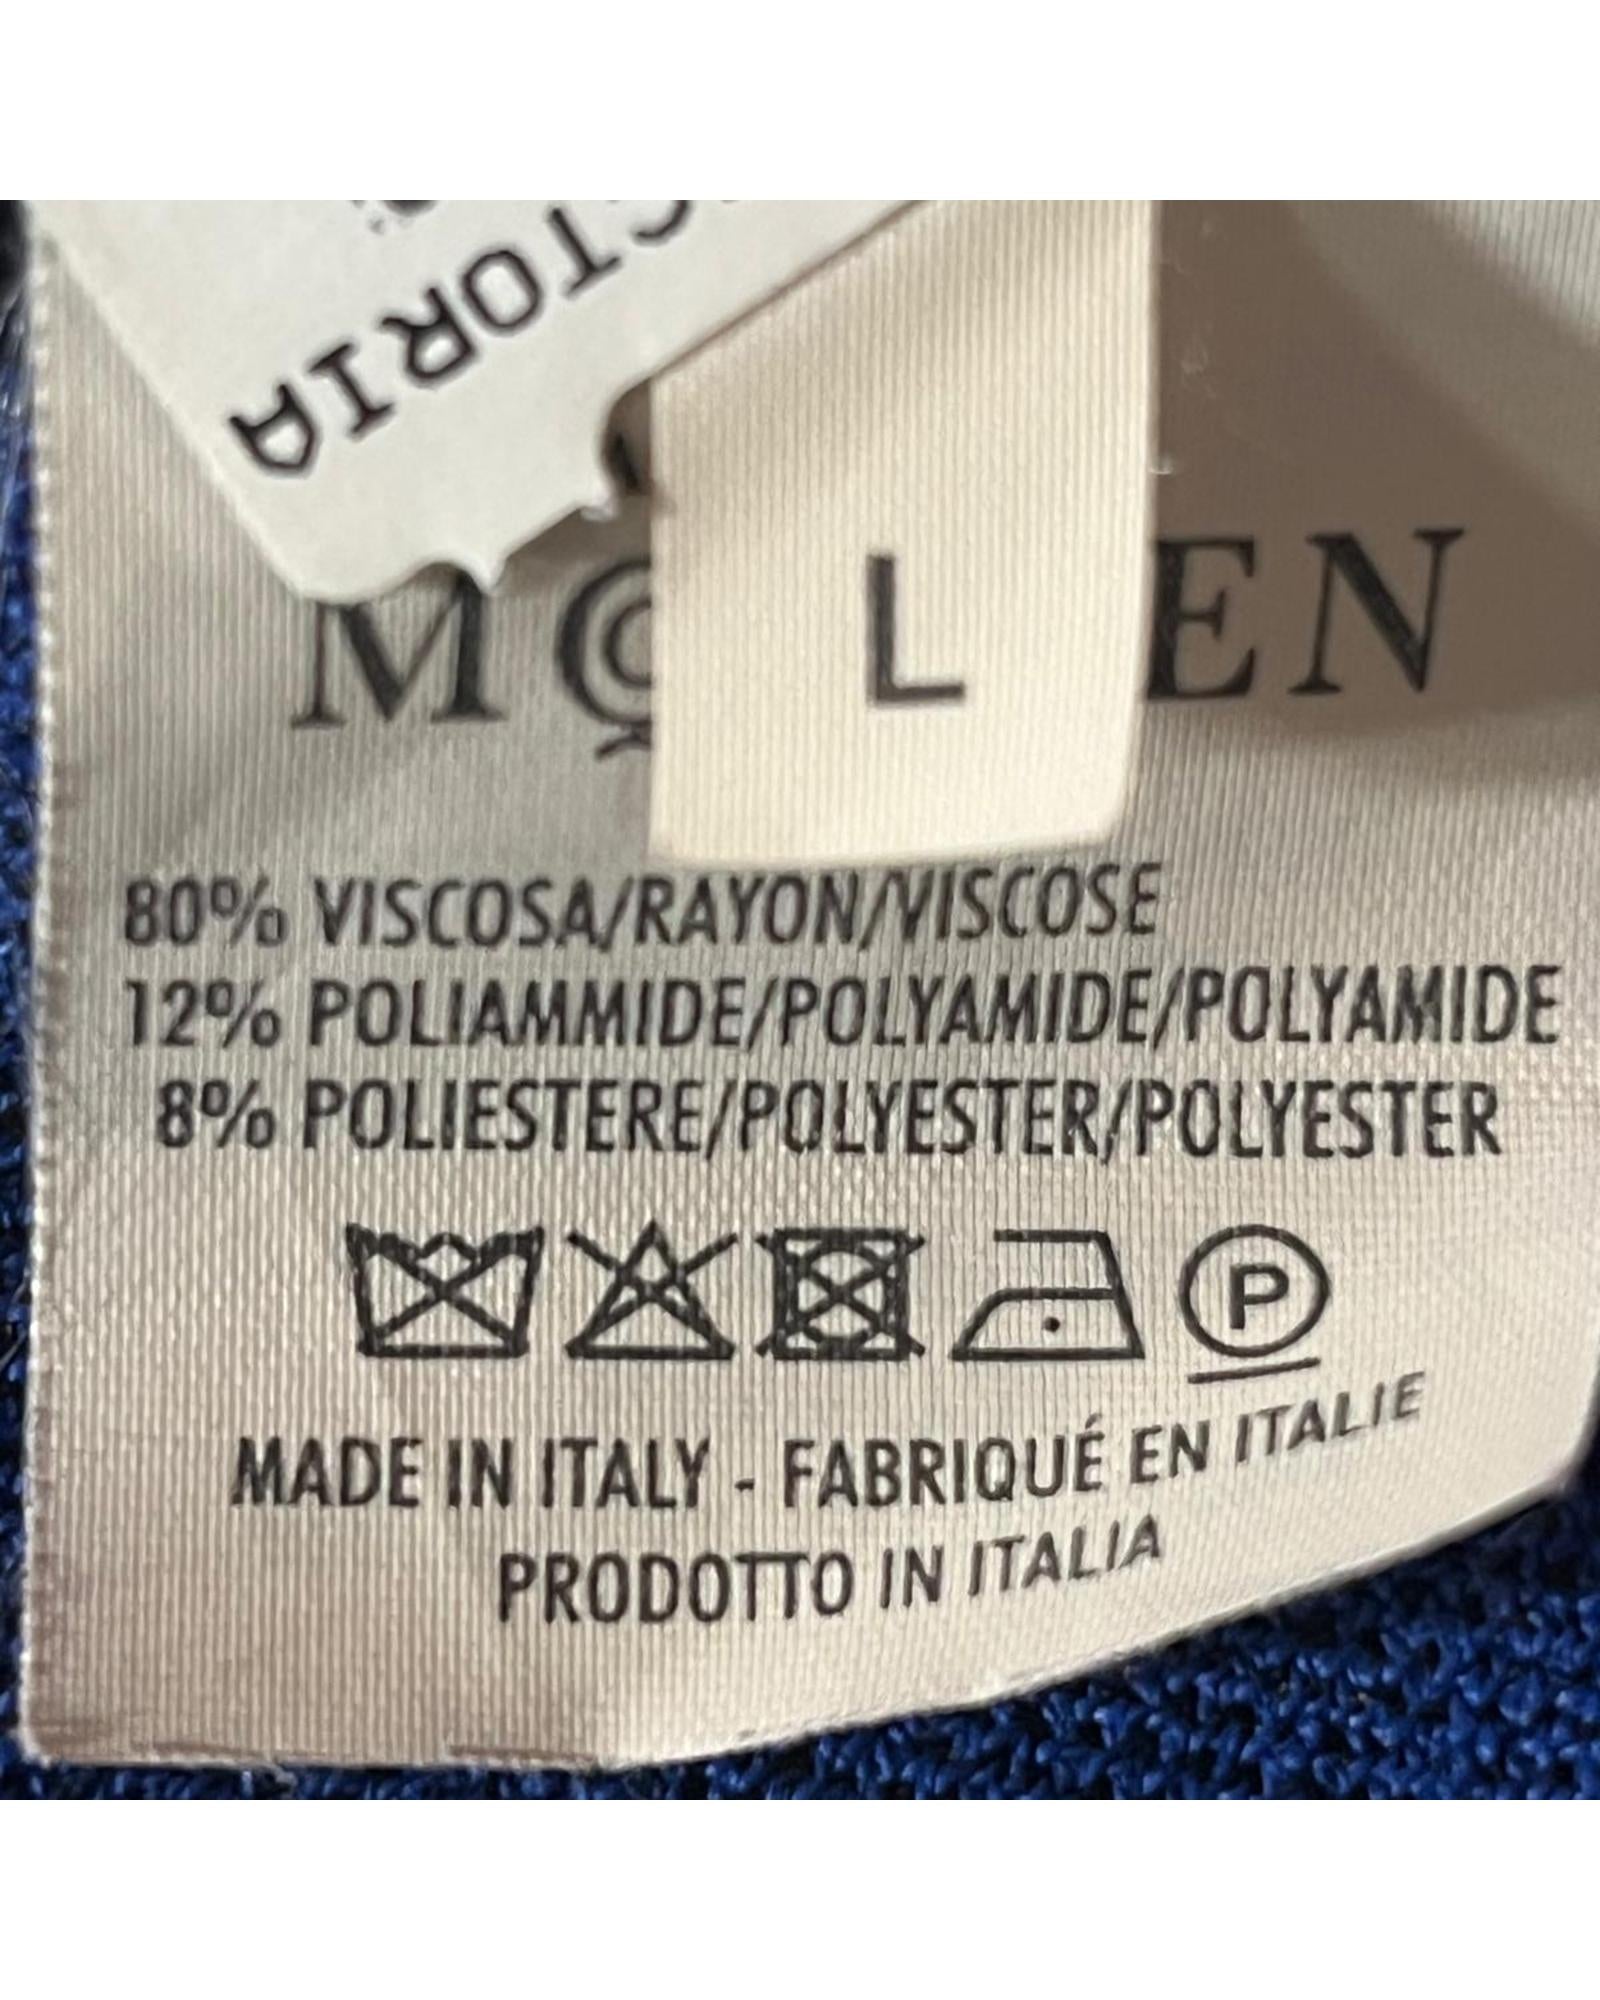 CTORIA
L
80% VISCOSA/RAYON/VISCOSE
12% POLIAMMIDE/POLYAMIDE/POLYAMIDE
8% POLIESTERE/POLYESTER/POLYESTER
P
MADE IN ITALY - FABRIQUÉ EN ITALIE
PRODOTTO IN ITALIA